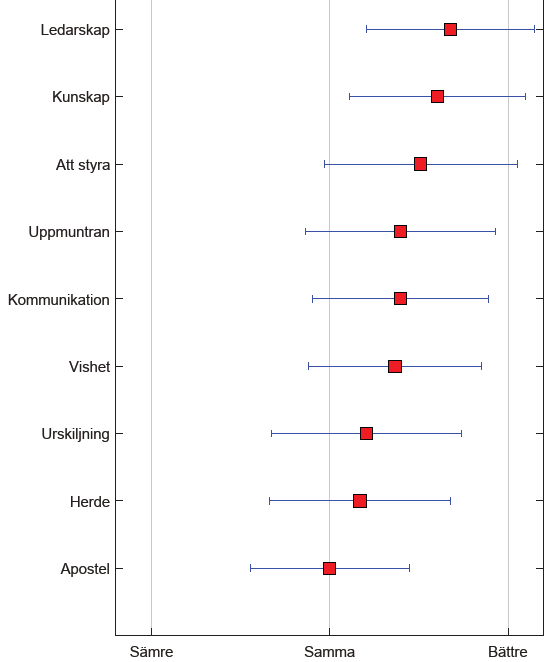 Ledarskap
Kunskap
Att styra
Uppmuntran
Kommunikation
Vishet
Urskiljning
Herde
Apostel
Sämre Samma Bättre